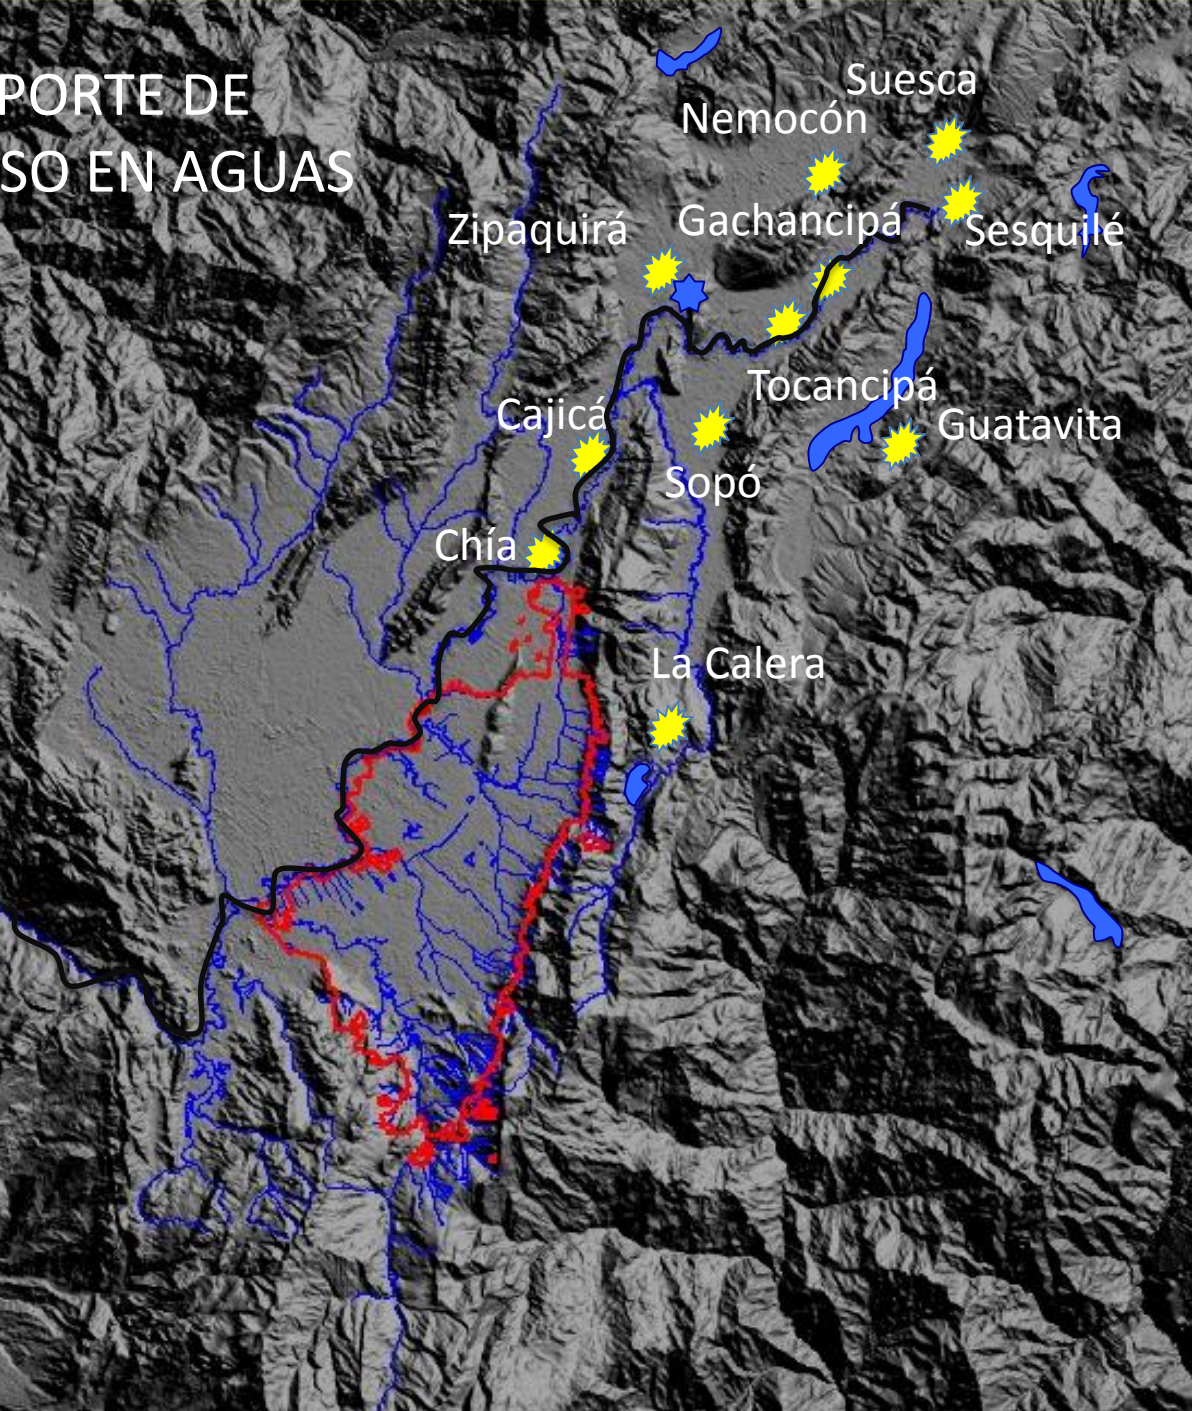 PORTE DE
SO EN AGUAS
Suesca
Nemocón
Zipaquirá
Gachancipá
Sesquilé
Tocancipá
Cajicá
Guatavita
Sopó
Chía
La Calera